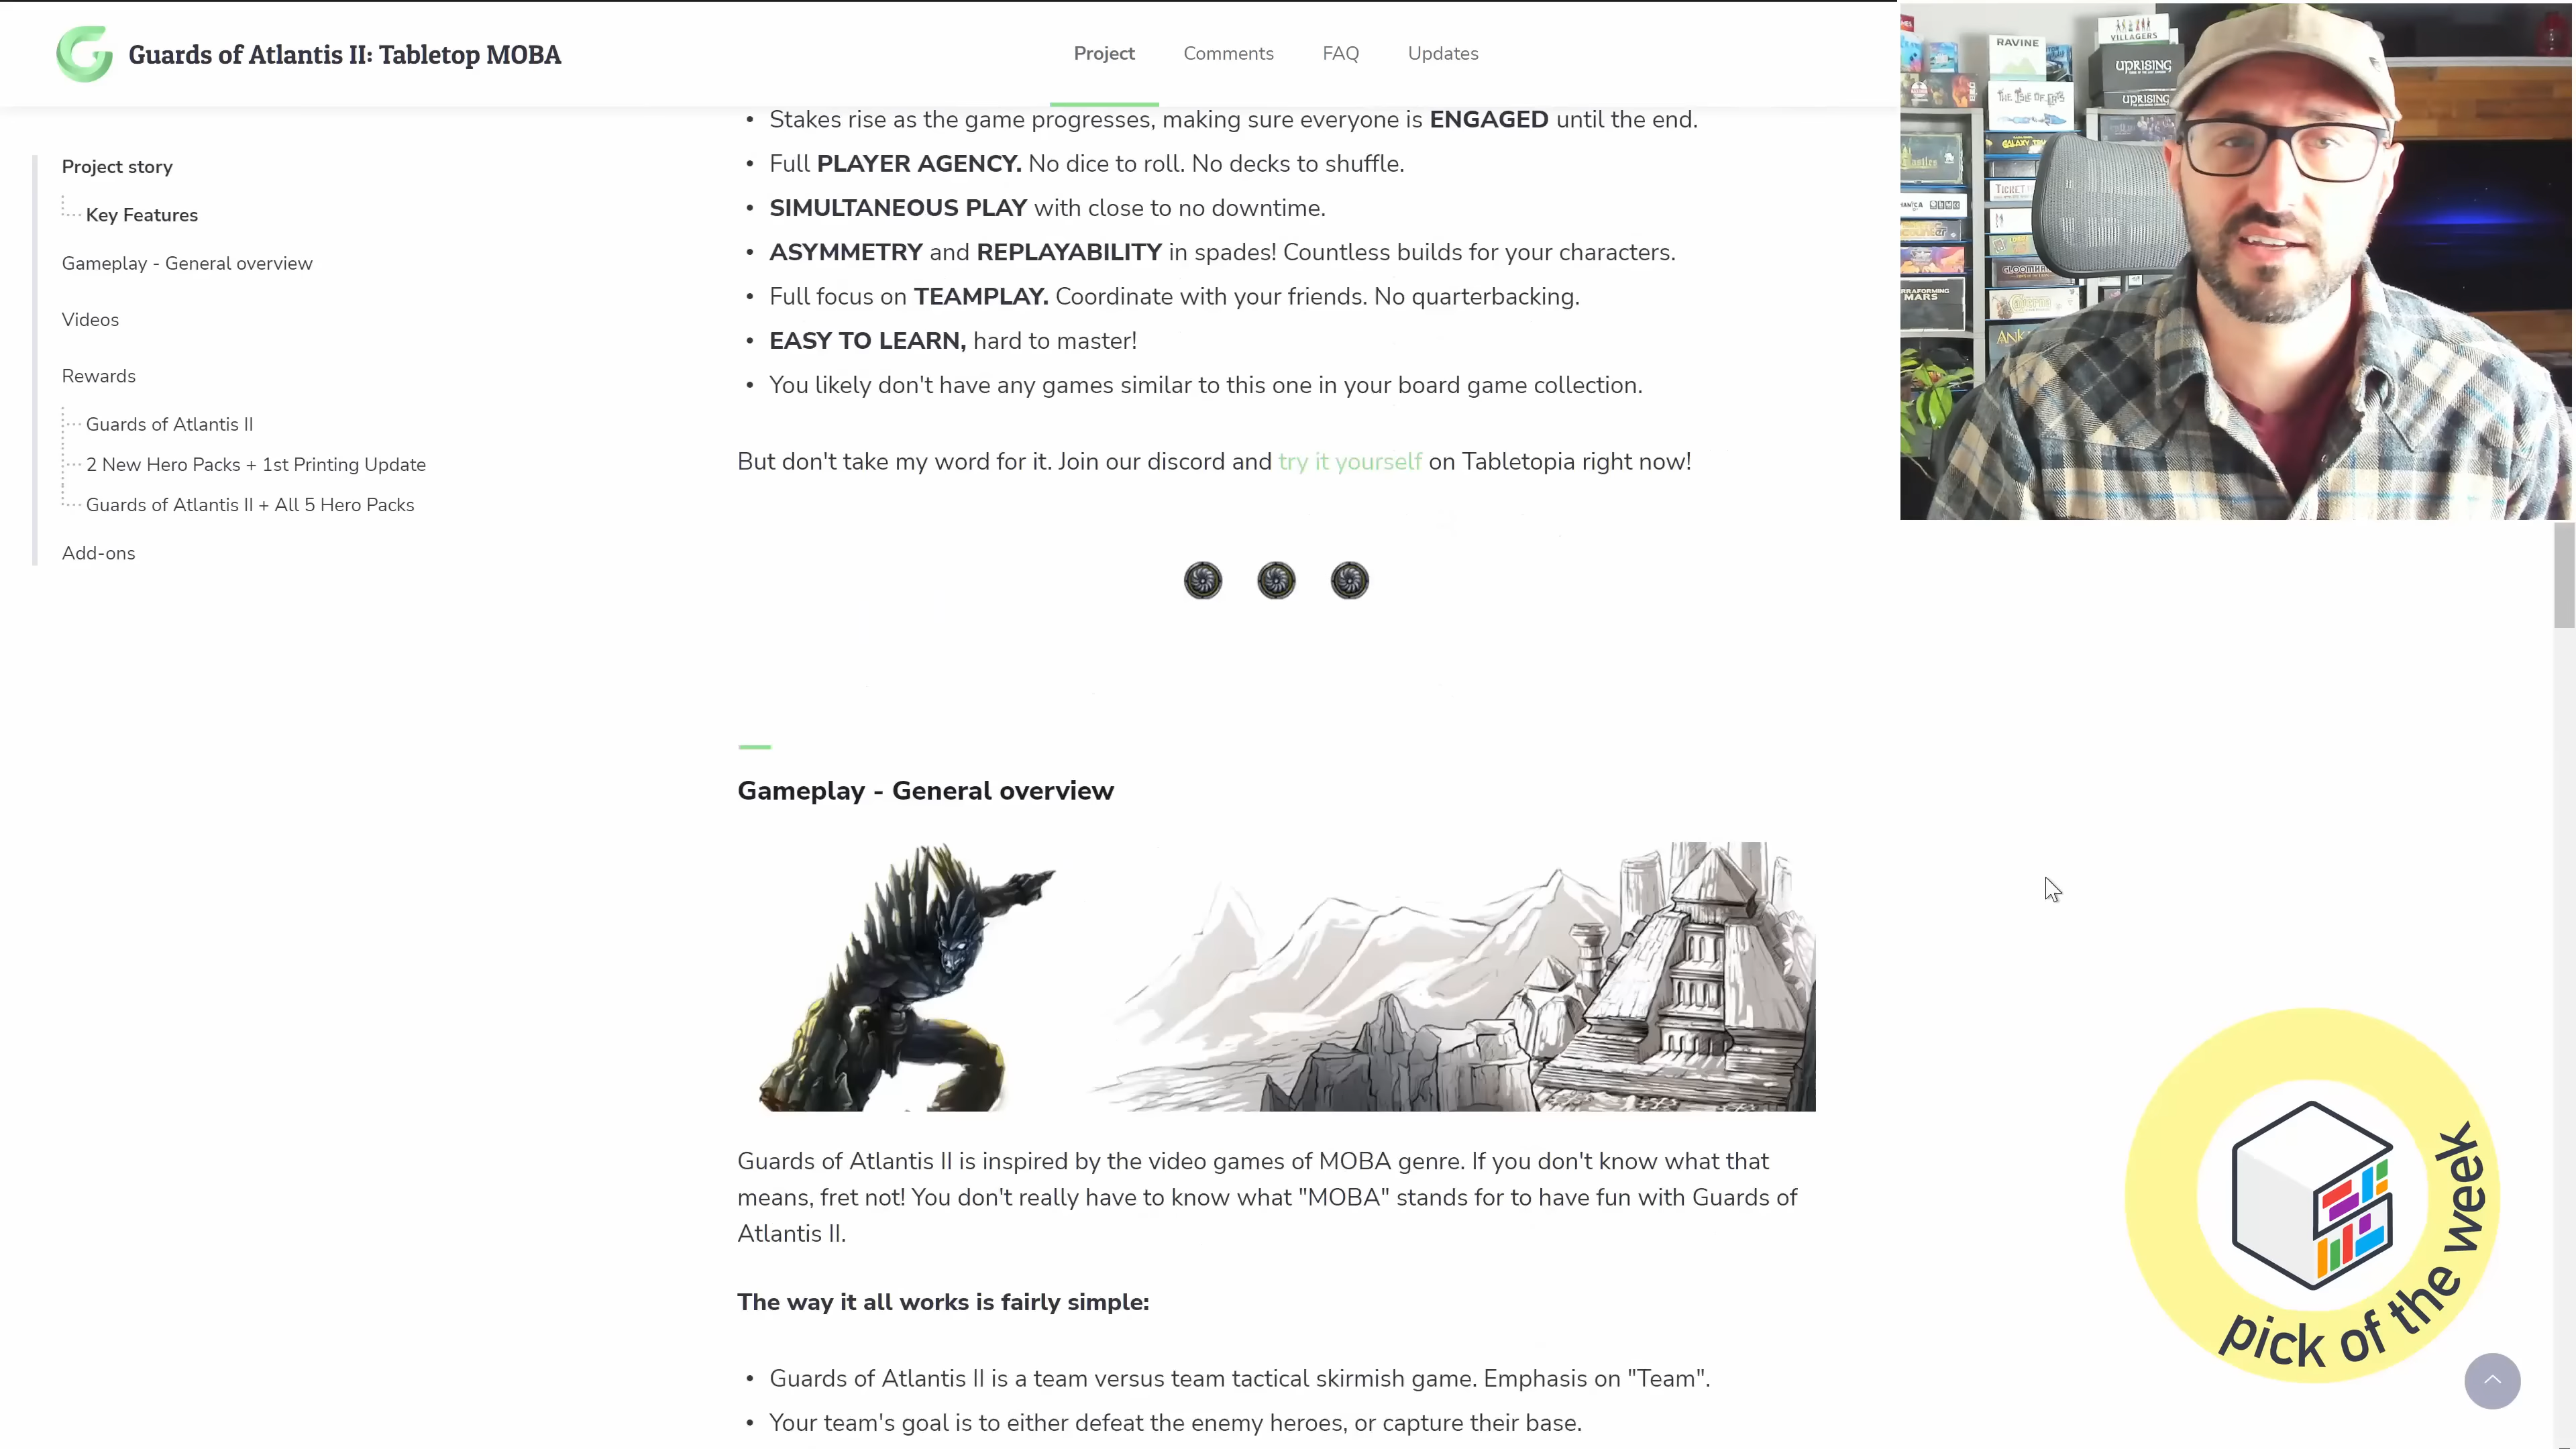 Guards of Atlantis II: Tabletop MOBA
Project
Comments
FAQ
Updates
Project story
Key Features
Gameplay - General overview
Videos
Rewards
Guards of Atlantis II
2 New Hero Packs + 1st Printing Update
Guards of Atlantis II + All 5 Hero Packs
Add-ons
• Stakes rise as the game progresses, making sure everyone is ENGAGED until the end.
• Full PLAYER AGENCY. No dice to roll. No decks to shuffle.
• SIMULTANEOUS PLAY with close to no downtime.
• ASYMMETRY and REPLAYABILITY in spades! Countless builds for your characters.
• Full focus on TEAMPLAY. Coordinate with your friends. No quarterbacking.
• EASY TO LEARN, hard to master!
• You likely don't have any games similar to this one in your board game collection.
But don't take my word for it. Join our discord and try it yourself on Tabletopia right now!
Gameplay - General overview
Guards of Atlantis II is inspired by the video games of MOBA genre. If you don't know what that
means, fret not! You don't really have to know what "MOBA" stands for to have fun with Guards of
Atlantis II.
The way it all works is fairly simple:
• Guards of Atlantis II is a team versus team tactical skirmish game. Emphasis on "Team".
• Your team's goal is to either defeat the enemy heroes, or capture their base.
VILLAGERS
RAVINE
UPRISING
UPRISING
THE ISLE OF CATS
TICKET
MARS
pick of the week